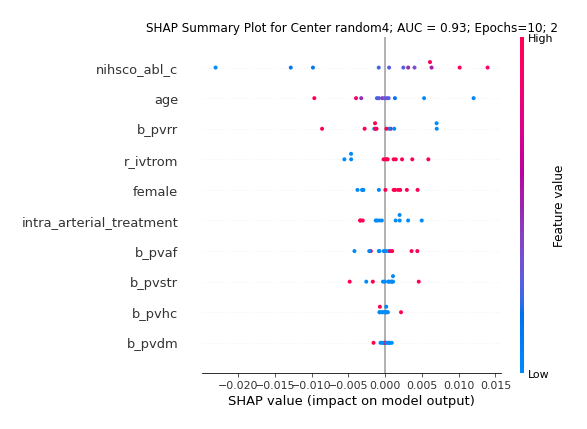 SHAP Summary Plot for Center random4; AUC = 0.93; Epochs=10; 2
High
nihsco_abl_c
age
b_pvrr
r_ivtrom
female
intra_arterial_treatment
b_pvaf
b_pvstr
b_pvhc
b_pvdm
Feature value
Low
−0.020 −0.015 −0.010 −0.005 0.000 0.005 0.010 0.015
SHAP value (impact on model output)